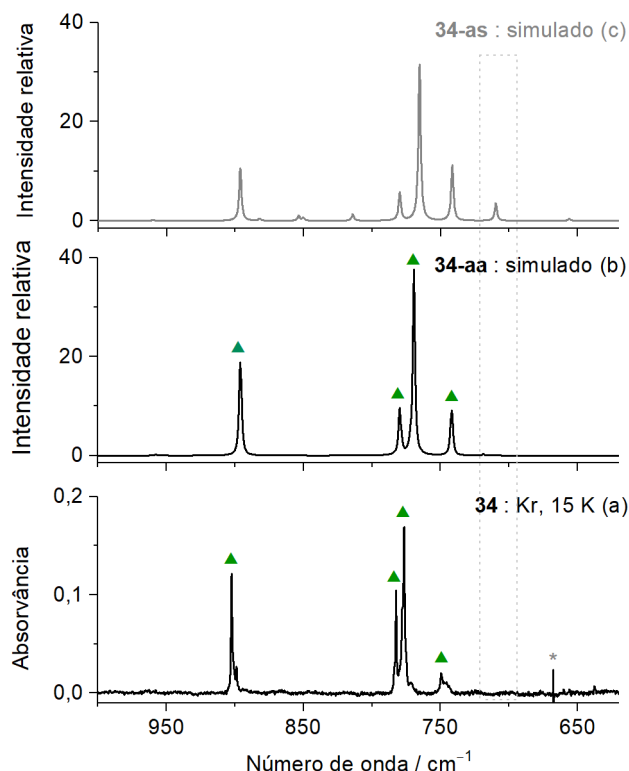 34-as : simulado (c)
Intensidade relativa
40
20
0
34-aa : simulado (b)
Intensidade relativa
40
20
0
34 : Kr, 15 K (a)
Absorvância
0,2
0,1
0,0
*
950
850
750
650
Número de onda / cm⁻¹